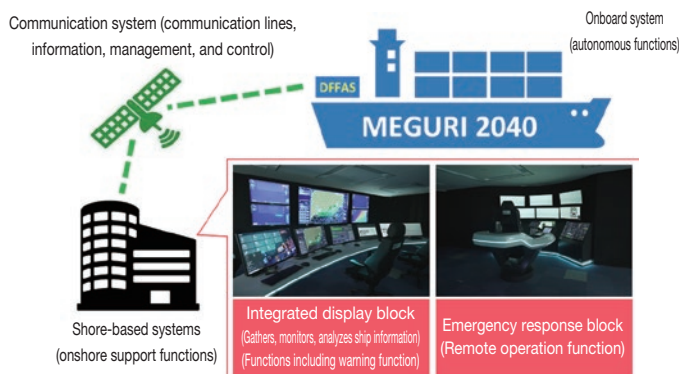 Communication system (communication lines,
information, management, and control)
Onboard system
(autonomous functions)
DFFAS
MEGURI 2040
Shore-based systems
(onshore support functions)
Integrated display block
(Gathers, monitors, analyzes ship information)
(Functions including warning function)
Emergency response block
(Remote operation function)